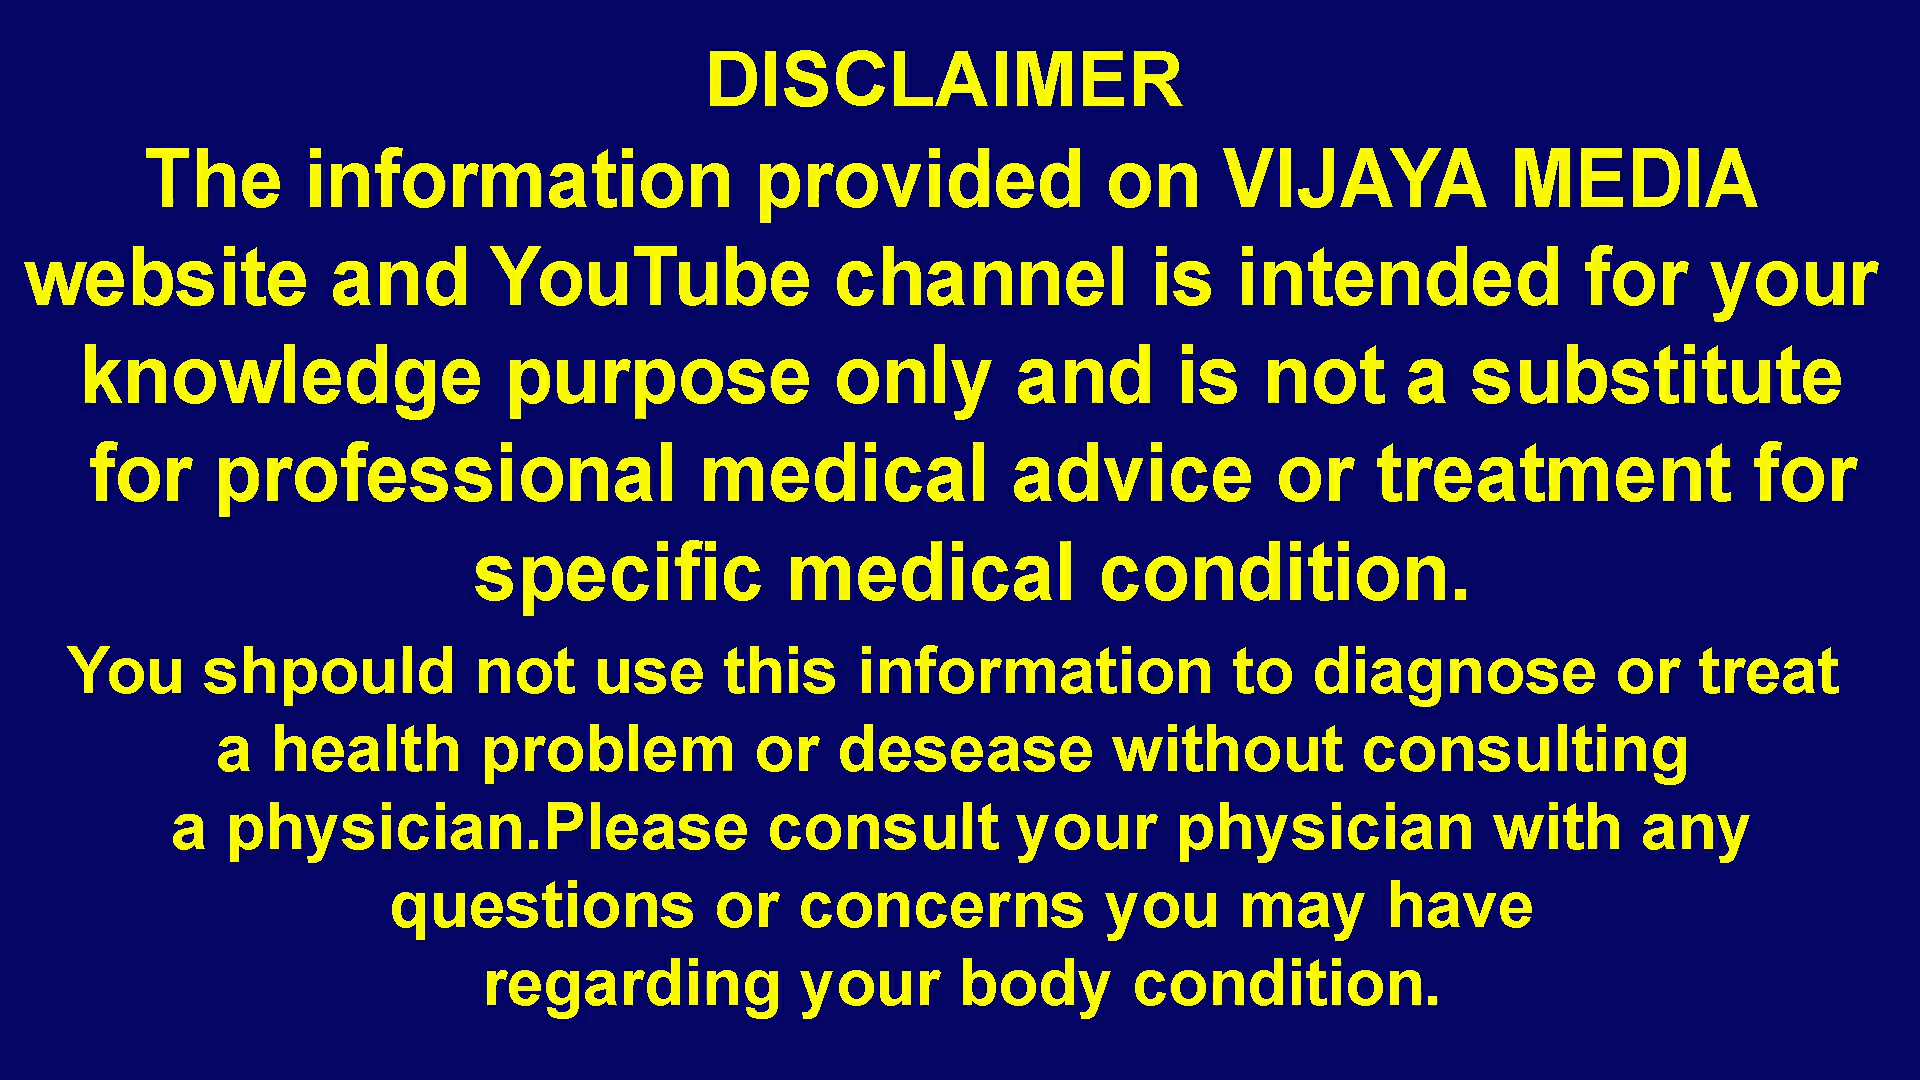 DISCLAIMER
The information provided on VIJAYA MEDIA
website and YouTube channel is intended for your
knowledge purpose only and is not a substitute
for professional medical advice or treatment for
specific medical condition.
You shpould not use this information to diagnose or treat
a health problem or desease without consulting
a physician.Please consult your physician with any
questions or concerns you may have
regarding your body condition.